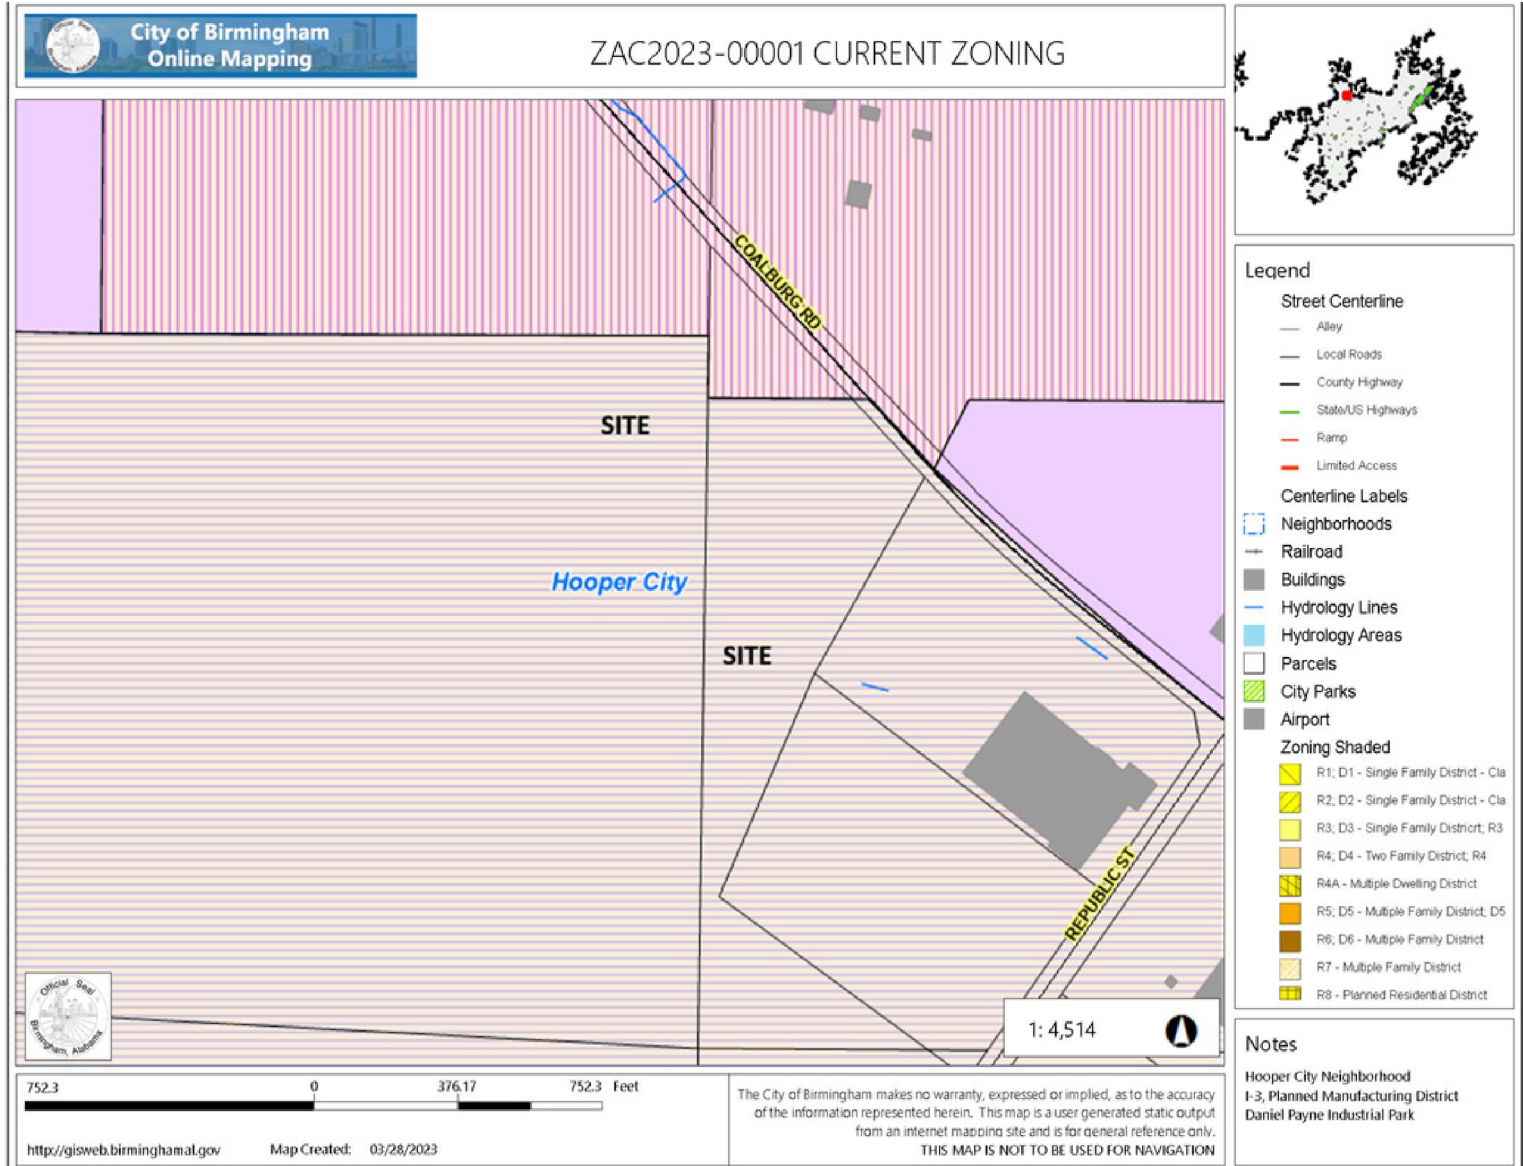 City of Birmingham
Online Mapping
ZAC2023-00001 CURRENT ZONING
COALBURG RD
SITE
Hooper City
SITE
REPUBLIC ST
Official Seal
Birmingham, Alabama
1: 4,514
Legend
Street Centerline
Alley
Local Roads
County Highway
State/US Highways
Ramp
Limited Access
Centerline Labels
Neighborhoods
Railroad
Buildings
Hydrology Lines
Hydrology Areas
Parcels
City Parks
Airport
Zoning Shaded
R1; D1 - Single Family District - Cla
R2; D2 - Single Family District - Cla
R3; D3 - Single Family Districrt; R3
R4; D4 - Two Family District; R4
R4A - Multiple Dwelling District
R5; D5 - Multiple Family District; D5
R6; D6 - Multiple Family District
R7 - Multiple Family District
R8 - Planned Residential District
Notes
Hooper City Neighborhood
I-3, Planned Manufacturing District
Daniel Payne Industrial Park
752.3 0 376.17 752.3 Feet
http://gisweb.birminghamal.gov Map Created: 03/28/2023
The City of Birmingham makes no warranty, expressed or implied, as to the accuracy
of the information represented herein. This map is a user generated static output
from an internet mapping site and is for general reference only.
THIS MAP IS NOT TO BE USED FOR NAVIGATION